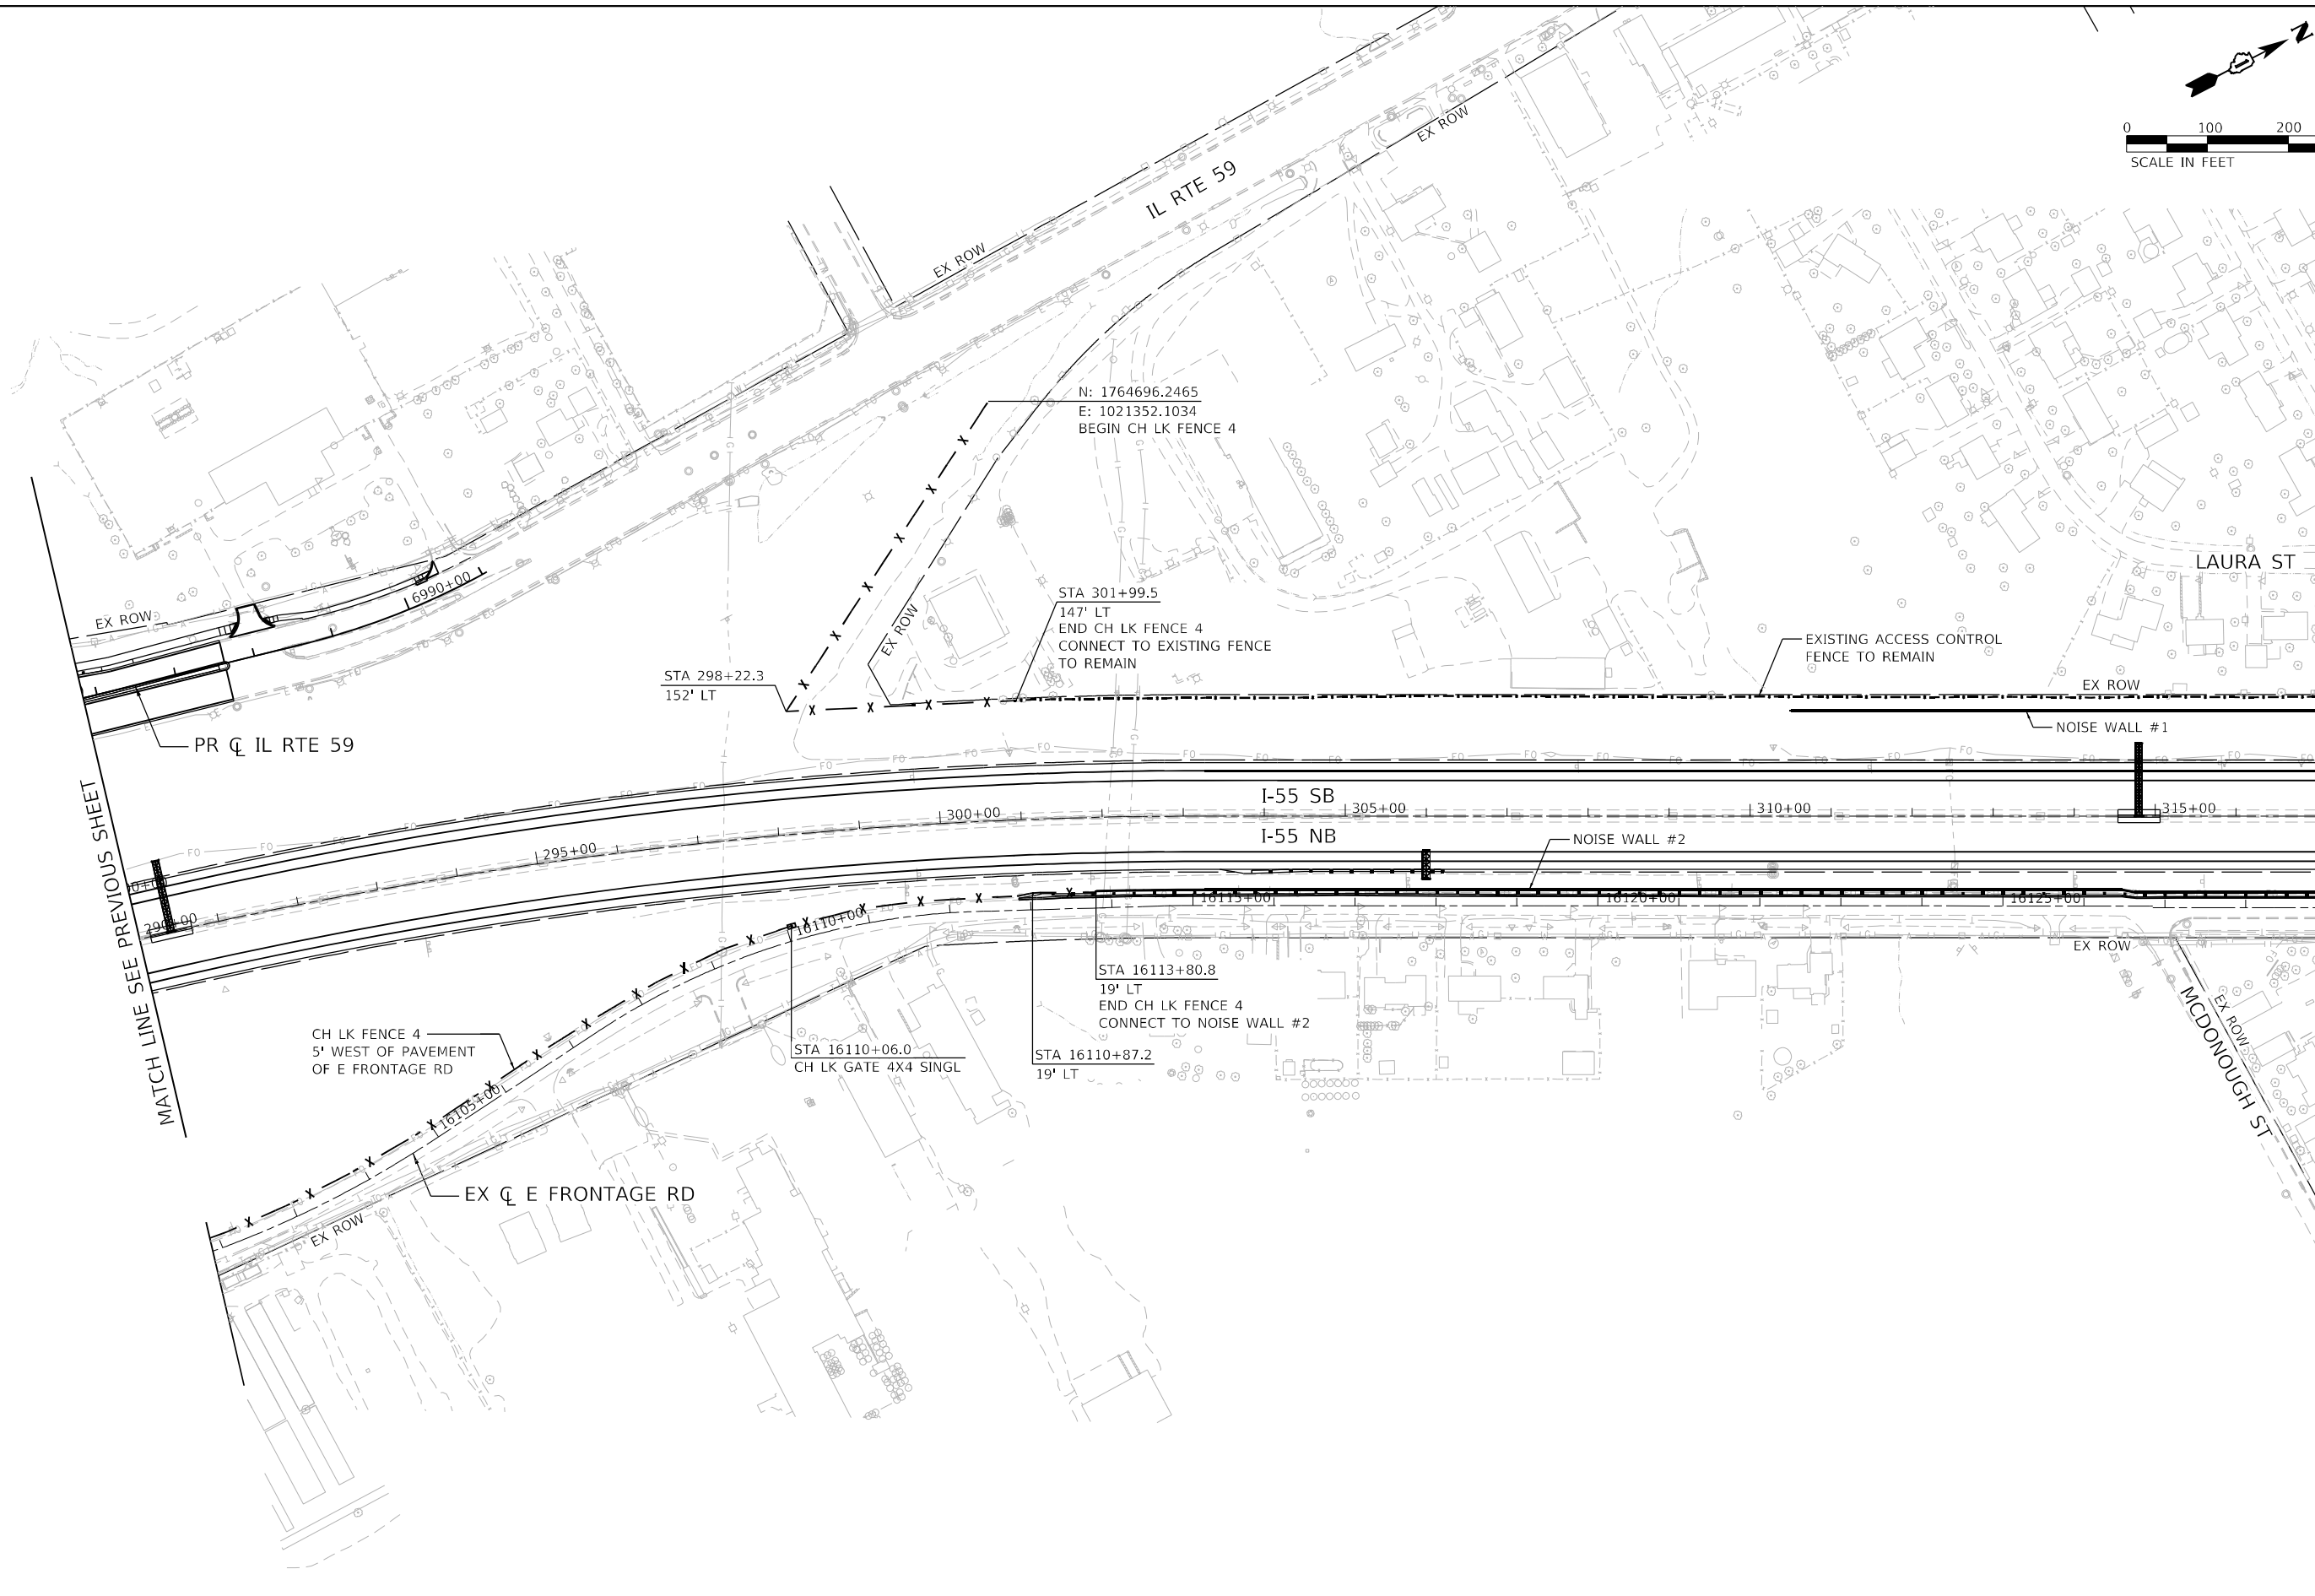 N
0 100 200
SCALE IN FEET
IL RTE 59
EX ROW
EX ROW
N: 1764696.2465
E: 1021352.1034
BEGIN CH LK FENCE 4
LAURA ST
6990+00
EX ROW
EX ROW
STA 301+99.5
147' LT
END CH LK FENCE 4
CONNECT TO EXISTING FENCE
TO REMAIN
EXISTING ACCESS CONTROL
FENCE TO REMAIN
STA 298+22.3
152' LT
EX ROW
NOISE WALL #1
PR ℄ IL RTE 59
I-55 SB
290+00
295+00
300+00
305+00
310+00
315+00
I-55 NB
NOISE WALL #2
MATCH LINE SEE PREVIOUS SHEET
16105+00
16110+00
16115+00
16120+00
16125+00
EX ROW
STA 16113+80.8
19' LT
END CH LK FENCE 4
CONNECT TO NOISE WALL #2
CH LK FENCE 4
5' WEST OF PAVEMENT
OF E FRONTAGE RD
STA 16110+06.0
CH LK GATE 4X4 SINGL
STA 16110+87.2
19' LT
EX ROW
MCDONOUGH ST
EX ℄ E FRONTAGE RD
EX ROW